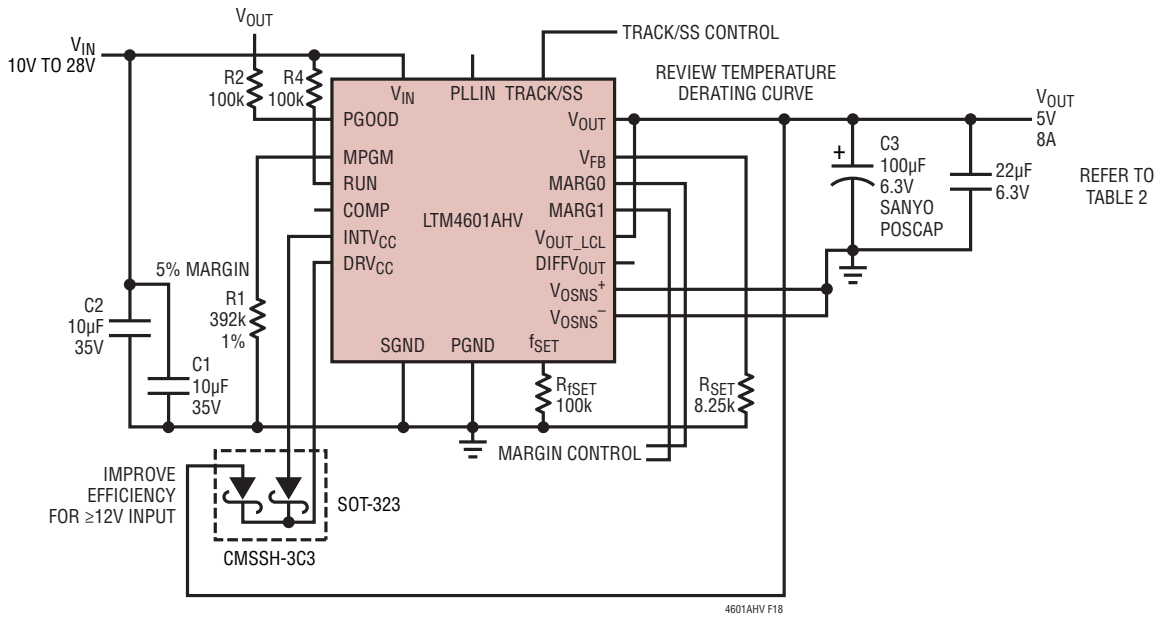 VOUT
VIN
10V TO 28V
R2
100k
R4
100k
TRACK/SS CONTROL
REVIEW TEMPERATURE
DERATING CURVE
VIN
PLLIN
TRACK/SS
PGOOD
MPGM
RUN
COMP
INTVCC
DRVCC
LTM4601AHV
VOUT
VFB
MARG0
MARG1
VOUT_LCL
DIFFVOUT
VOSNS+
VOSNS–
SGND
PGND
fSET
VOUT
5V
8A
+
C3
100µF
6.3V
SANYO
POSCAP
22µF
6.3V
REFER TO
TABLE 2
5% MARGIN
R1
392k
1%
C2
10µF
35V
C1
10µF
35V
RfSET
100k
RSET
8.25k
MARGIN CONTROL
IMPROVE
EFFICIENCY
FOR ≥12V INPUT
SOT-323
CMSSH-3C3
4601AHV F18